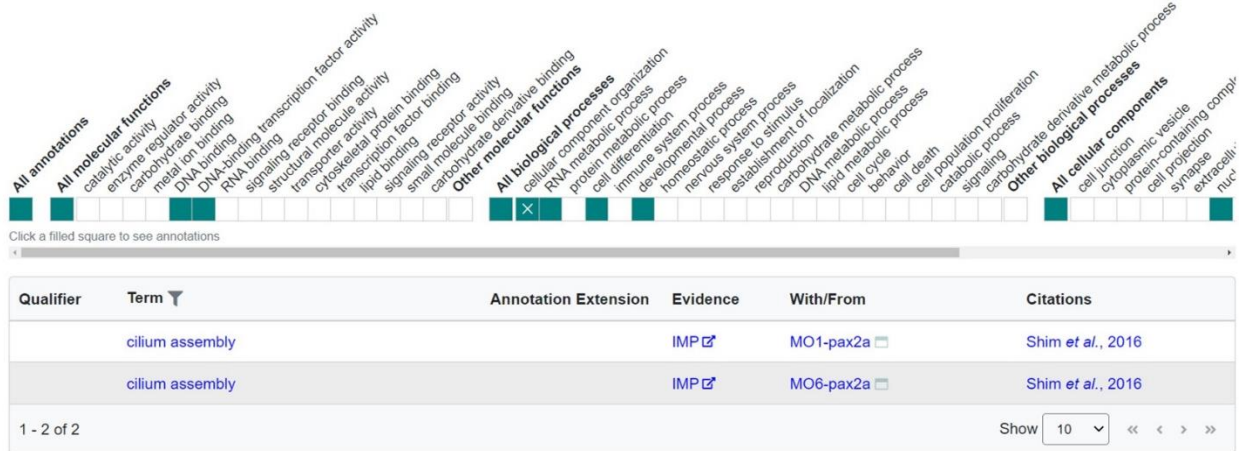 All annotations
All molecular functions
catalytic activity
enzyme regulator activity
carbohydrate binding
metal ion binding
DNA binding
DNA-binding transcription factor activity
RNA binding
signaling receptor binding
structural molecule activity
transporter activity
cytoskeletal protein binding
transcription factor binding
lipid binding
signaling receptor activity
small molecule binding
carbohydrate derivative binding
Other molecular functions
All biological processes
cellular component organization
RNA metabolic process
protein metabolic process
cell differentiation
immune system process
developmental process
homeostatic process
nervous system process
response to stimulus
establishment of localization
reproduction
carbohydrate metabolic process
DNA metabolic process
lipid metabolic process
cell cycle
behavior
cell death
cell population proliferation
catabolic process
signaling
carbohydrate derivative metabolic process
Other biological processes
All cellular components
cell junction
cytoplasmic vesicle
protein-containing compl
cell projection
synapse
extracellu
nucl
Click a filled square to see annotations
Qualifier Term Annotation Extension Evidence With/From Citations
cilium assembly IMP MO1-pax2a Shim et al., 2016
cilium assembly IMP MO6-pax2a Shim et al., 2016
1 - 2 of 2 Show 10 « ‹ › »